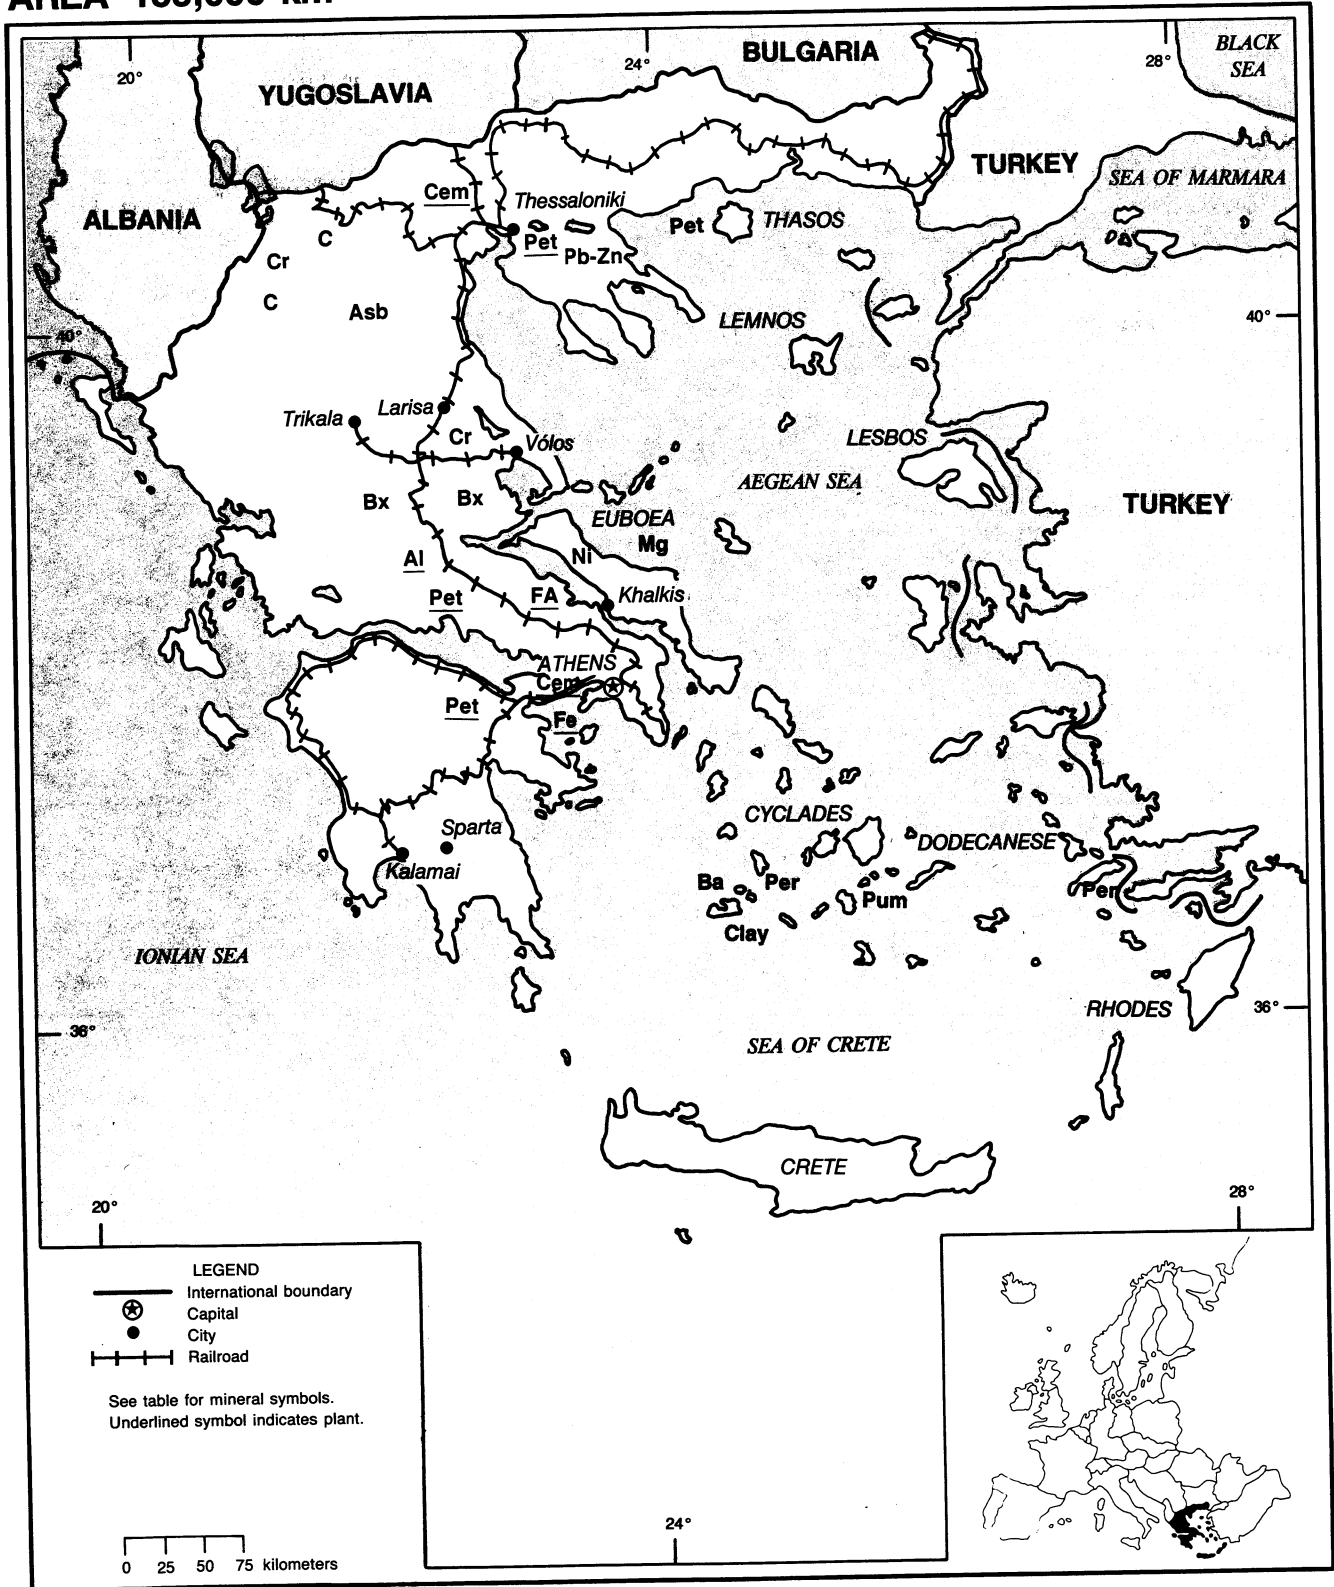 20°
24°
28°
BULGARIA
BLACK
SEA
YUGOSLAVIA
TURKEY
SEA OF MARMARA
ALBANIA
Cem
Thessaloniki
Pet
THASOS
C
Pet
Pb-Zn
Cr
C
Asb
LEMNOS
40°
40°
Trikala
Larisa
Cr
Vólos
LESBOS
AEGEAN SEA
Bx
Bx
EUBOEA
TURKEY
Mg
Al
Ni
Pet
FA
Khalkis
ATHENS
Cem
Pet
Fe
CYCLADES
Sparta
DODECANESE
Kalamai
Ba
Per
Pum
Per
Clay
IONIAN SEA
RHODES
36°
36°
SEA OF CRETE
CRETE
20°
28°
LEGEND
International boundary
Capital
City
Railroad
See table for mineral symbols.
Underlined symbol indicates plant.
24°
0 25 50 75 kilometers